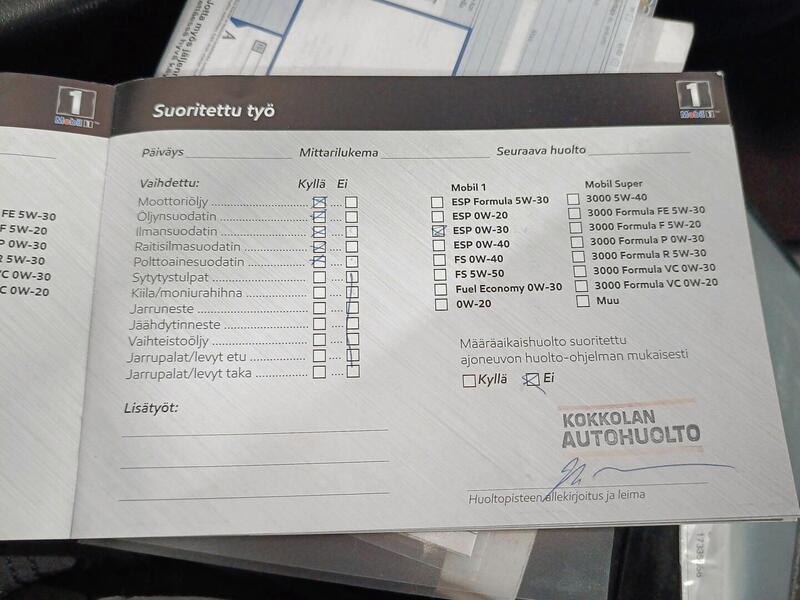 A
1
Mobil 1
Suoritettu työ
1
Mobil 1
Päiväys Mittarilukema Seuraava huolto
Vaihdettu: Kyllä Ei
Moottoriöljy
Öljynsuodatin
Ilmansuodatin
Raitisilmasuodatin
Polttoainesuodatin
Sytytystulpat
Kiila/moniurahihna
Jarruneste
Jäähdytinneste
Vaihteistoöljy
Jarrupalat/levyt etu
Jarrupalat/levyt taka
Lisätyöt:
Mobil 1
ESP Formula 5W-30
ESP 0W-20
ESP 0W-30
ESP 0W-40
FS 0W-40
FS 5W-50
Fuel Economy 0W-30
0W-20
Mobil Super
3000 5W-40
3000 Formula FE 5W-30
3000 Formula F 5W-20
3000 Formula P 0W-30
3000 Formula R 5W-30
3000 Formula VC 0W-30
3000 Formula VC 0W-20
Muu
Määräaikaishuolto suoritettu
ajoneuvon huolto-ohjelman mukaisesti
Kyllä Ei
KOKKOLAN
AUTOHUOLTO
Huoltopisteen allekirjoitus ja leima
FE 5W-30
F 5W-20
P 0W-30
R 5W-30
VC 0W-30
C 0W-20